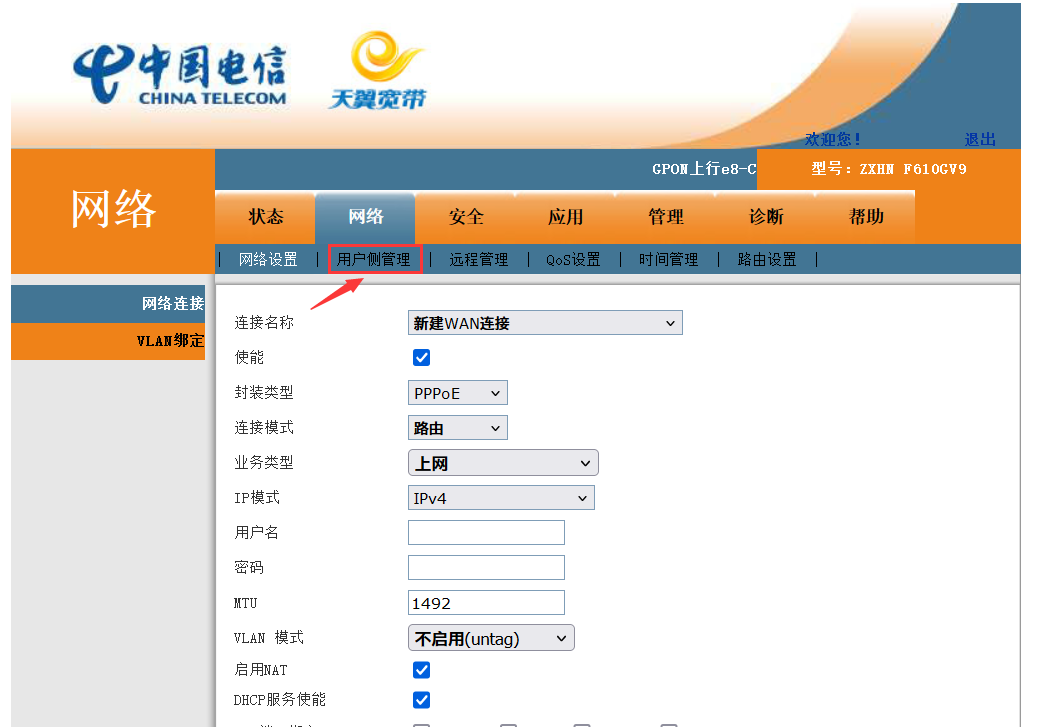 中国电信
CHINA TELECOM
天翼宽带
欢迎您! 退出
GPON上行e8-C 型号: ZXHN F610GV9
网络
状态 网络 安全 应用 管理 诊断 帮助
| 网络设置 | 用户侧管理 | 远程管理 | QoS设置 | 时间管理 | 路由设置 |
网络连接
VLAN绑定
连接名称 新建WAN连接
使能
封装类型 PPPoE
连接模式 路由
业务类型 上网
IP模式 IPv4
用户名
密码
MTU 1492
VLAN 模式 不启用(untag)
启用NAT
DHCP服务使能